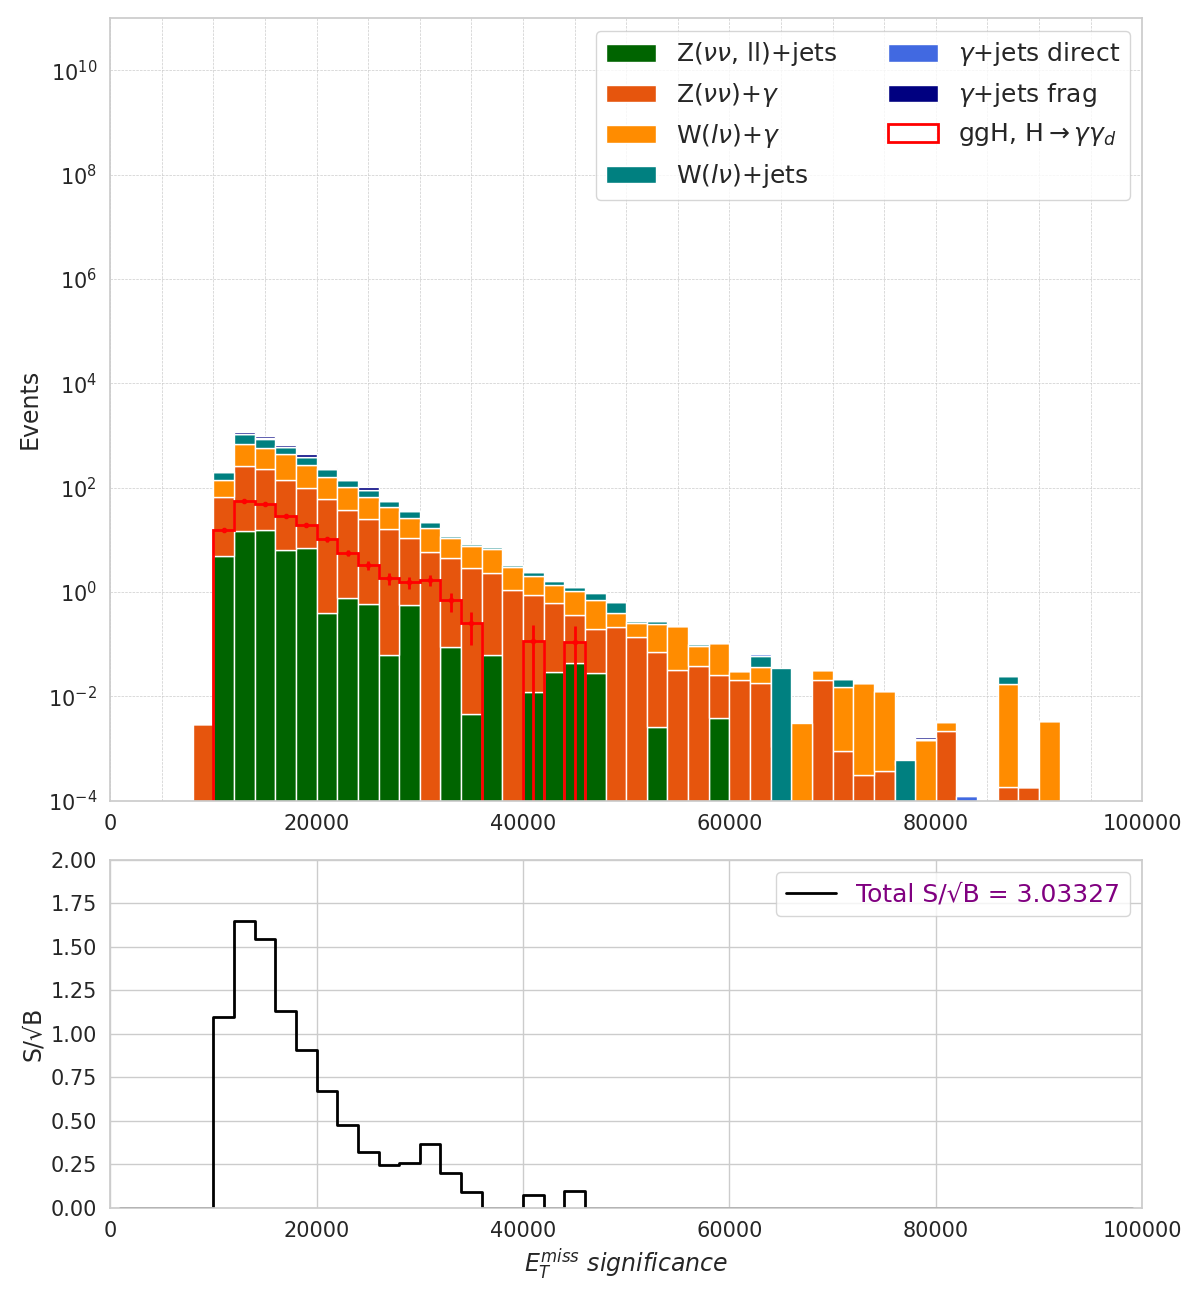 Z(νν, ll)+jets
Z(νν)+γ
W(lν)+γ
W(lν)+jets
γ+jets direct
γ+jets frag
ggH, H→γγ_d
Events
10^10
10^8
10^6
10^4
10^2
10^0
10^−2
10^−4
0 20000 40000 60000 80000 100000
Total S/√B = 3.03327
S/√B
2.00
1.75
1.50
1.25
1.00
0.75
0.50
0.25
0.00
0 20000 40000 60000 80000 100000
E_T^miss significance